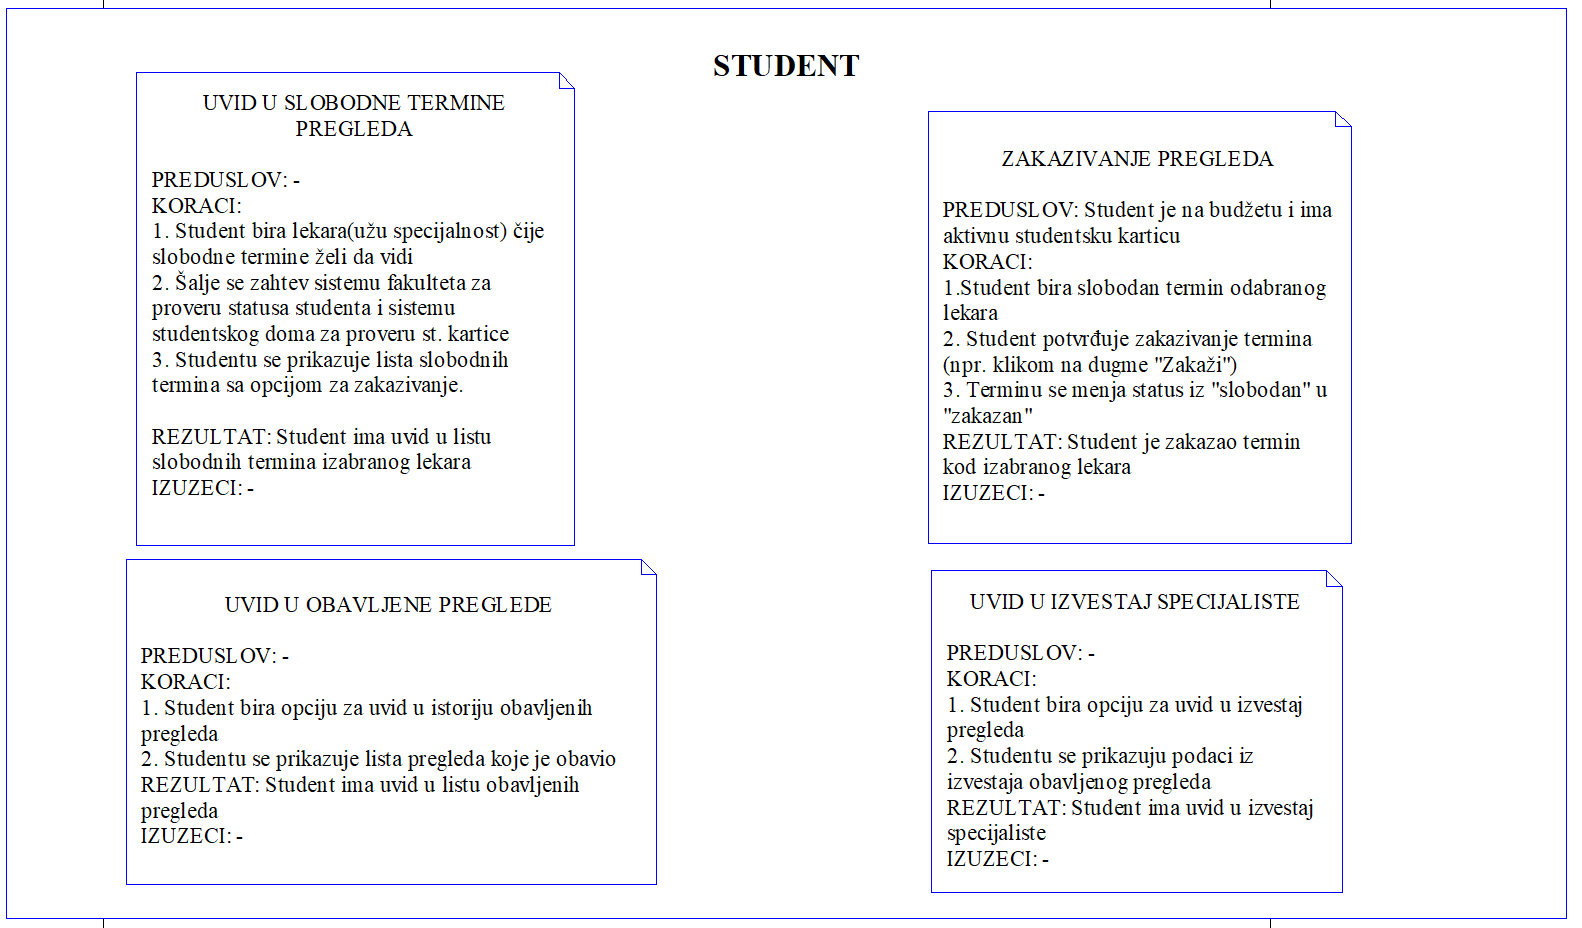 STUDENT
UVID U SLOBODNE TERMINE
PREGLEDA
PREDUSLOV: -
KORACI:
1. Student bira lekara(užu specijalnost) čije
slobodne termine želi da vidi
2. Šalje se zahtev sistemu fakulteta za
proveru statusa studenta i sistemu
studentskog doma za proveru st. kartice
3. Studentu se prikazuje lista slobodnih
termina sa opcijom za zakazivanje.
REZULTAT: Student ima uvid u listu
slobodnih termina izabranog lekara
IZUZECI: -
ZAKAZIVANJE PREGLEDA
PREDUSLOV: Student je na budžetu i ima
aktivnu studentsku karticu
KORACI:
1.Student bira slobodan termin odabranog
lekara
2. Student potvrđuje zakazivanje termina
(npr. klikom na dugme "Zakaži")
3. Terminu se menja status iz "slobodan" u
"zakazan"
REZULTAT: Student je zakazao termin
kod izabranog lekara
IZUZECI: -
UVID U OBAVLJENE PREGLEDE
PREDUSLOV: -
KORACI:
1. Student bira opciju za uvid u istoriju obavljenih
pregleda
2. Studentu se prikazuje lista pregleda koje je obavio
REZULTAT: Student ima uvid u listu obavljenih
pregleda
IZUZECI: -
UVID U IZVESTAJ SPECIJALISTE
PREDUSLOV: -
KORACI:
1. Student bira opciju za uvid u izvestaj
pregleda
2. Studentu se prikazuju podaci iz
izvestaja obavljenog pregleda
REZULTAT: Student ima uvid u izvestaj
specijaliste
IZUZECI: -